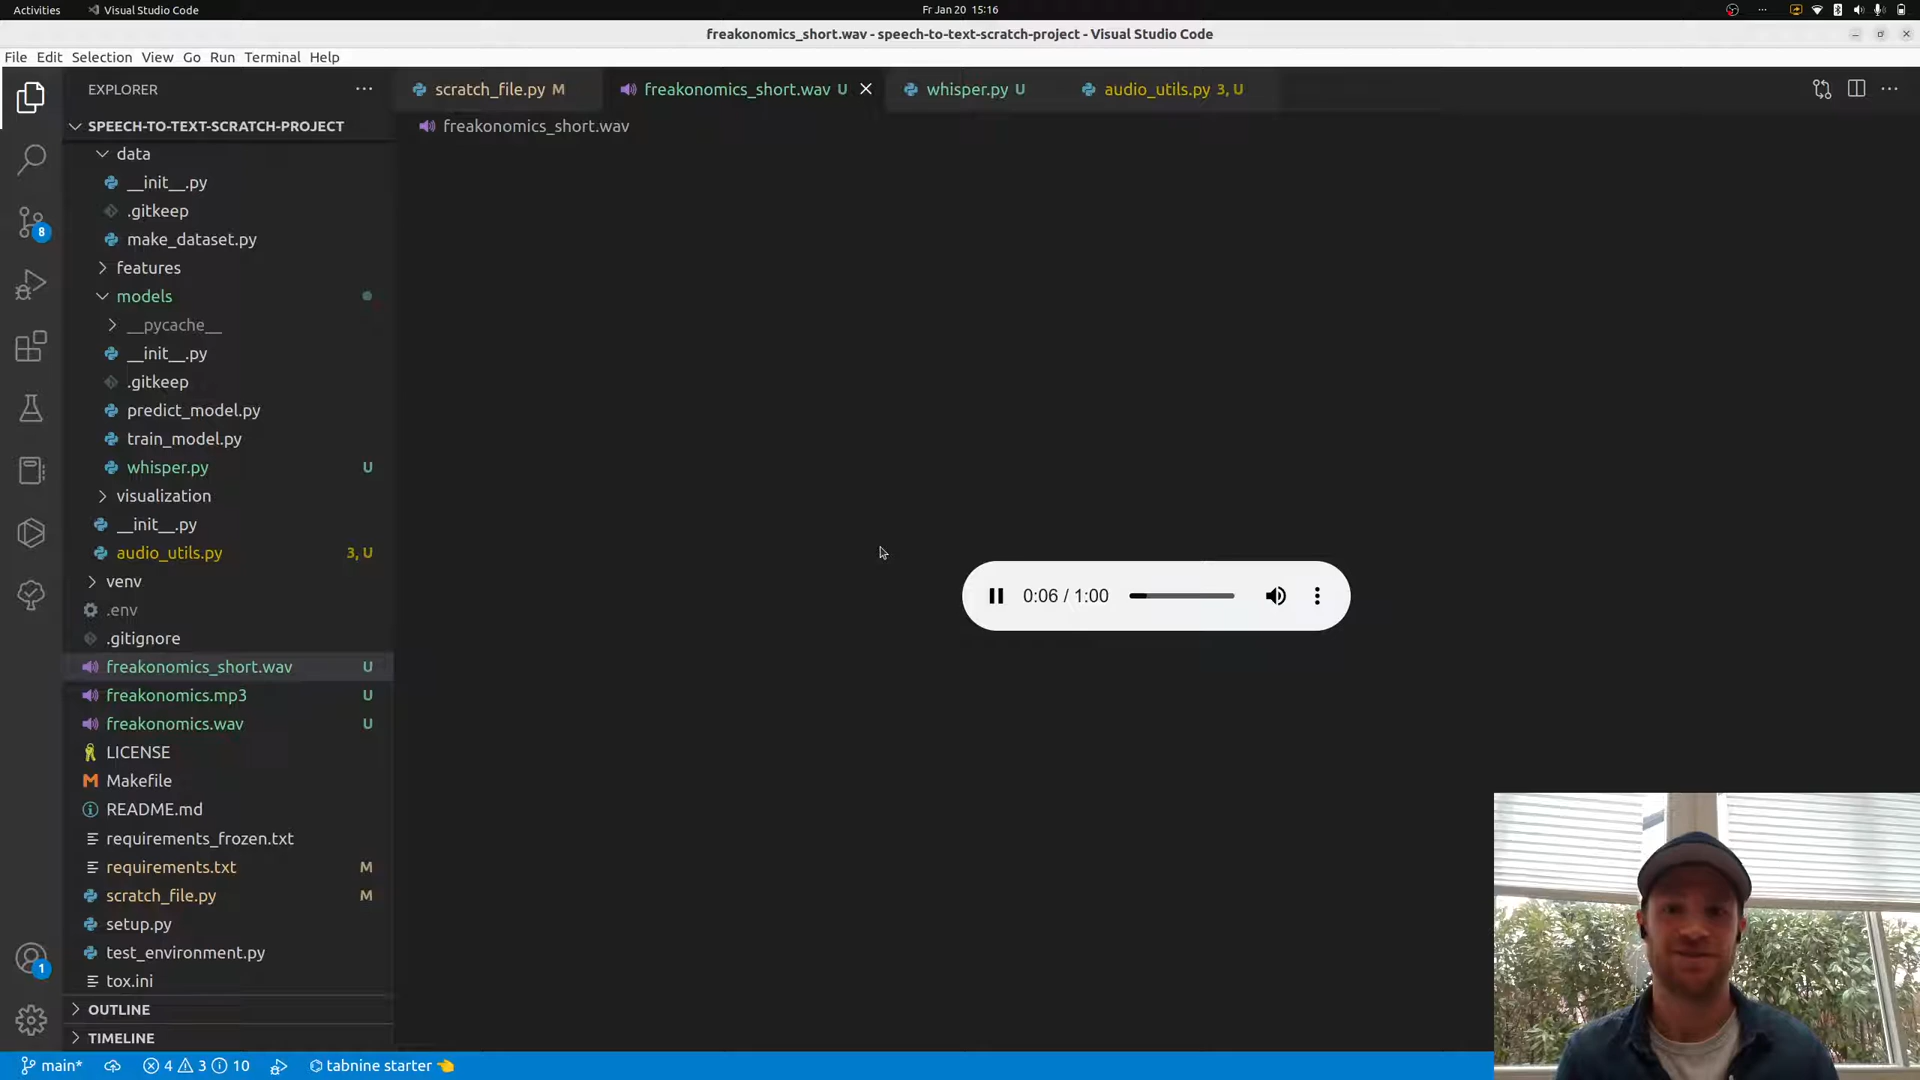 Activities
Visual Studio Code
Fr Jan 20 15:16
freakonomics_short.wav - speech-to-text-scratch-project - Visual Studio Code
File Edit Selection View Go Run Terminal Help
EXPLORER
scratch_file.py M
freakonomics_short.wav U
whisper.py U
audio_utils.py 3, U
SPEECH-TO-TEXT-SCRATCH-PROJECT
freakonomics_short.wav
data
__init__.py
.gitkeep
make_dataset.py
features
models
__pycache__
__init__.py
.gitkeep
predict_model.py
train_model.py
whisper.py U
visualization
__init__.py
audio_utils.py 3, U
venv
.env
.gitignore
freakonomics_short.wav U
freakonomics.mp3 U
freakonomics.wav U
LICENSE
Makefile
README.md
requirements_frozen.txt
requirements.txt M
scratch_file.py M
setup.py
test_environment.py
tox.ini
OUTLINE
TIMELINE
8
1
0:06 / 1:00
main* 4 3 10 tabnine starter